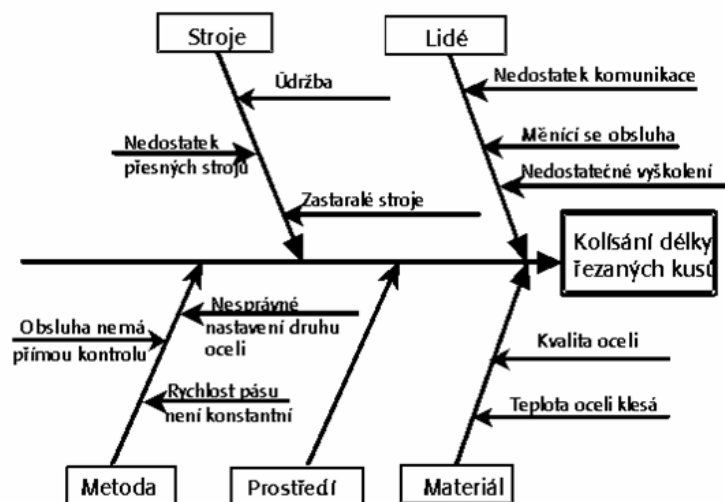 Stroje
Lidé
Údržba
Nedostatek komunikace
Nedostatek
přesných strojů
Měnící se obsluha
Nedostatečné vyškolení
Zastaralé stroje
Kolísání délky
řezaných kusů
Obsluha nemá
přímou kontrolu
Nesprávné
nastavení druhu
oceli
Kvalita oceli
Rychlost pásu
není konstantní
Teplota oceli klesá
Metoda
Prostředí
Materiál